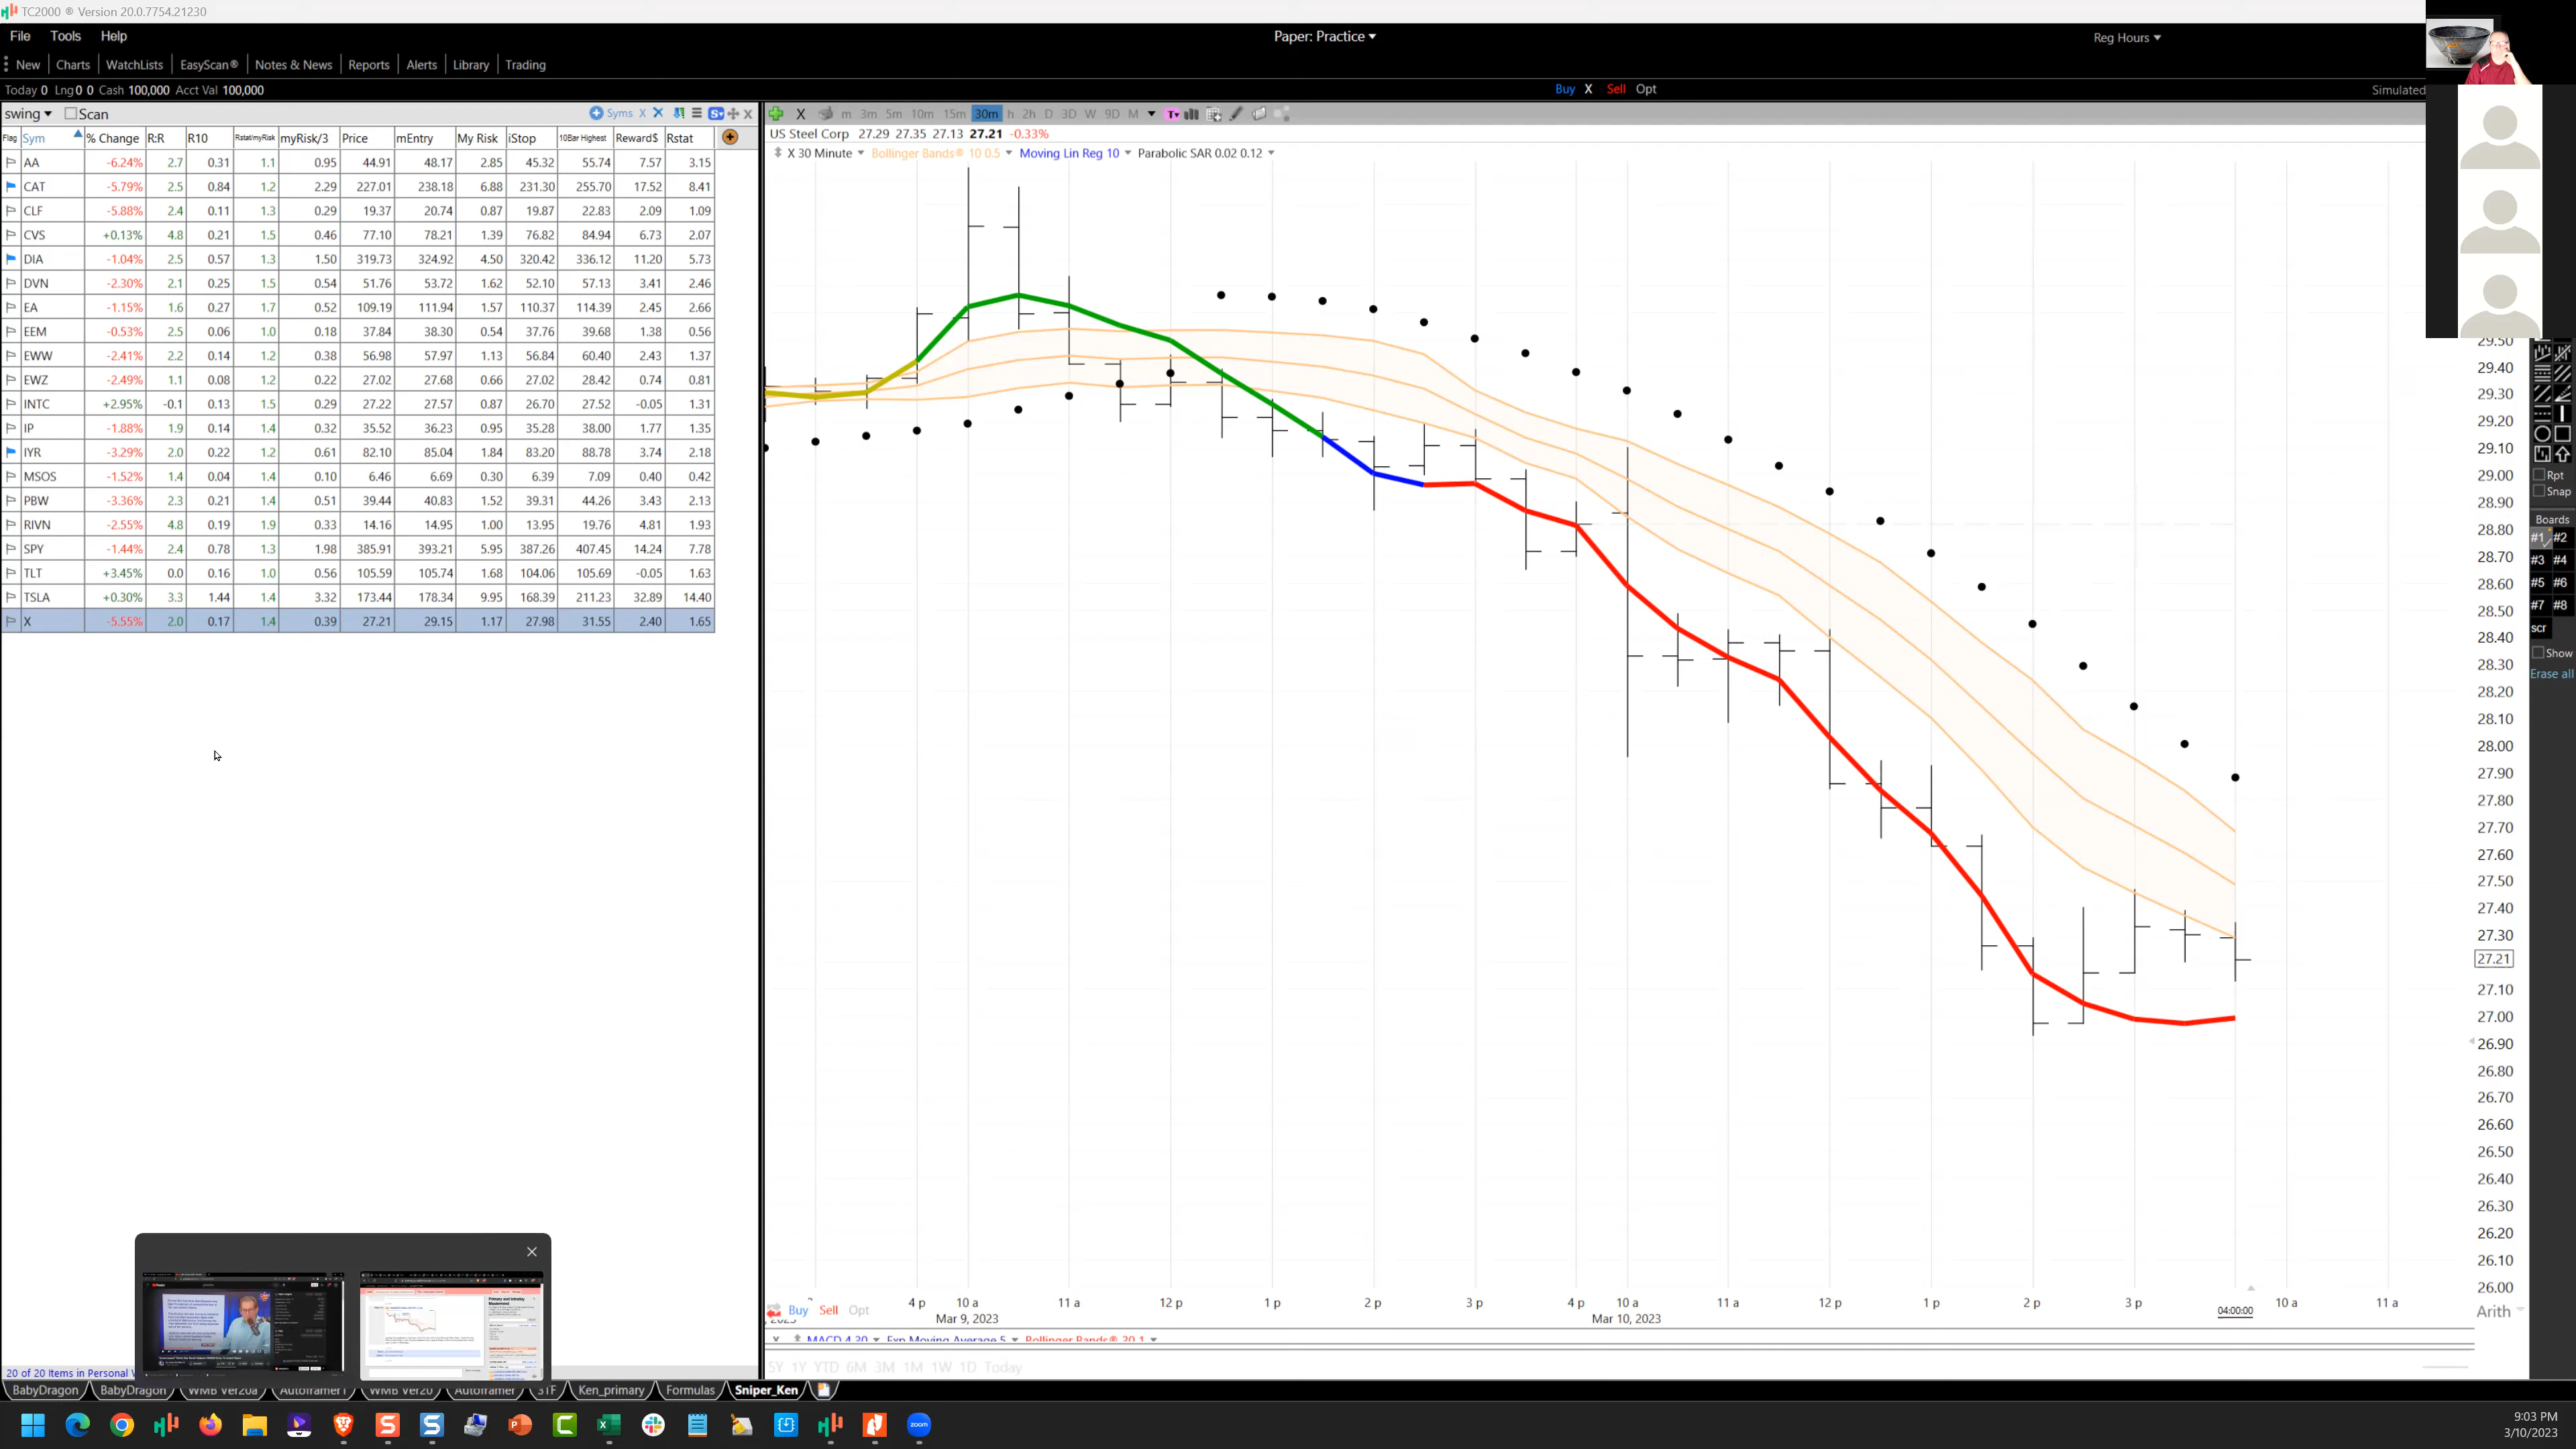 TC2000 ® Version 20.0.7754.21230
File Tools Help Paper: Practice Reg Hours
New Charts WatchLists EasyScan® Notes & News Reports Alerts Library Trading
Today 0 Lng 0 0 Cash 100,000 Acct Val 100,000 Buy X Sell Opt Simulated
swing Scan Syms X X m 3m 5m 10m 15m 30m h 2h D 3D W 9D M
Flag Sym % Change R:R R10 Rstat/myRisk myRisk/3 Price mEntry My Risk iStop 10Bar Highest Reward$ Rstat
AA -6.24% 2.7 0.31 1.1 0.95 44.91 48.17 2.85 45.32 55.74 7.57 3.15
CAT -5.79% 2.5 0.84 1.2 2.29 227.01 238.18 6.88 231.30 255.70 17.52 8.41
CLF -5.88% 2.4 0.11 1.3 0.29 19.37 20.74 0.87 19.87 22.83 2.09 1.09
CVS +0.13% 4.8 0.21 1.5 0.46 77.10 78.21 1.39 76.82 84.94 6.73 2.07
DIA -1.04% 2.5 0.57 1.3 1.50 319.73 324.92 4.50 320.42 336.12 11.20 5.73
DVN -2.30% 2.1 0.25 1.5 0.54 51.76 53.72 1.62 52.10 57.13 3.41 2.46
EA -1.15% 1.6 0.27 1.7 0.52 109.19 111.94 1.57 110.37 114.39 2.45 2.66
EEM -0.53% 2.5 0.06 1.0 0.18 37.84 38.30 0.54 37.76 39.68 1.38 0.56
EWW -2.41% 2.2 0.14 1.2 0.38 56.98 57.97 1.13 56.84 60.40 2.43 1.37
EWZ -2.49% 1.1 0.08 1.2 0.22 27.02 27.68 0.66 27.02 28.42 0.74 0.81
INTC +2.95% -0.1 0.13 1.5 0.29 27.22 27.57 0.87 26.70 27.52 -0.05 1.31
IP -1.88% 1.9 0.14 1.4 0.32 35.52 36.23 0.95 35.28 38.00 1.77 1.35
IYR -3.29% 2.0 0.22 1.2 0.61 82.10 85.04 1.84 83.20 88.78 3.74 2.18
MSOS -1.52% 1.4 0.04 1.4 0.10 6.46 6.69 0.30 6.39 7.09 0.40 0.42
PBW -3.36% 2.3 0.21 1.4 0.51 39.44 40.83 1.52 39.31 44.26 3.43 2.13
RIVN -2.55% 4.8 0.19 1.9 0.33 14.16 14.95 1.00 13.95 19.76 4.81 1.93
SPY -1.44% 2.4 0.78 1.3 1.98 385.91 393.21 5.95 387.26 407.45 14.24 7.78
TLT +3.45% 0.0 0.16 1.0 0.56 105.59 105.74 1.68 104.06 105.69 -0.05 1.63
TSLA +0.30% 3.3 1.44 1.4 3.32 173.44 178.34 9.95 168.39 211.23 32.89 14.40
X -5.55% 2.0 0.17 1.4 0.39 27.21 29.15 1.17 27.98 31.55 2.40 1.65
US Steel Corp 27.29 27.35 27.13 27.21 -0.33%
X 30 Minute Bollinger Bands® 10 0.5 Moving Lin Reg 10 Parabolic SAR 0.02 0.12
29.50
29.40
29.30
29.20
29.10
29.00
28.90
28.80
28.70
28.60
28.50
28.40
28.30
28.20
28.10
28.00
27.90
27.80
27.70
27.60
27.50
27.40
27.30
27.21
27.10
27.00
26.90
26.80
26.70
26.60
26.50
26.40
26.30
26.20
26.10
26.00
Arith
Rpt
Snap
Boards
#1 #2
#3 #4
#5 #6
#7 #8
scr
Show
Erase all
Buy Sell Opt
4 p 10 a 11 a 12 p 1 p 2 p 3 p 4 p 10 a 11 a 12 p 1 p 2 p 3 p 04:00:00 10 a 11 a
Mar 9, 2023 Mar 10, 2023
MACD 4 30 Exp Moving Average 5 Bollinger Bands® 30 1
5Y 1Y YTD 6M 3M 1M 1W 1D Today
20 of 20 Items in Personal
BabyDragon BabyDragon WMB Ver20a Autoframer1 WMB Ver20 Autoframer STF Ken_primary Formulas Sniper_Ken
9:03 PM
3/10/2023